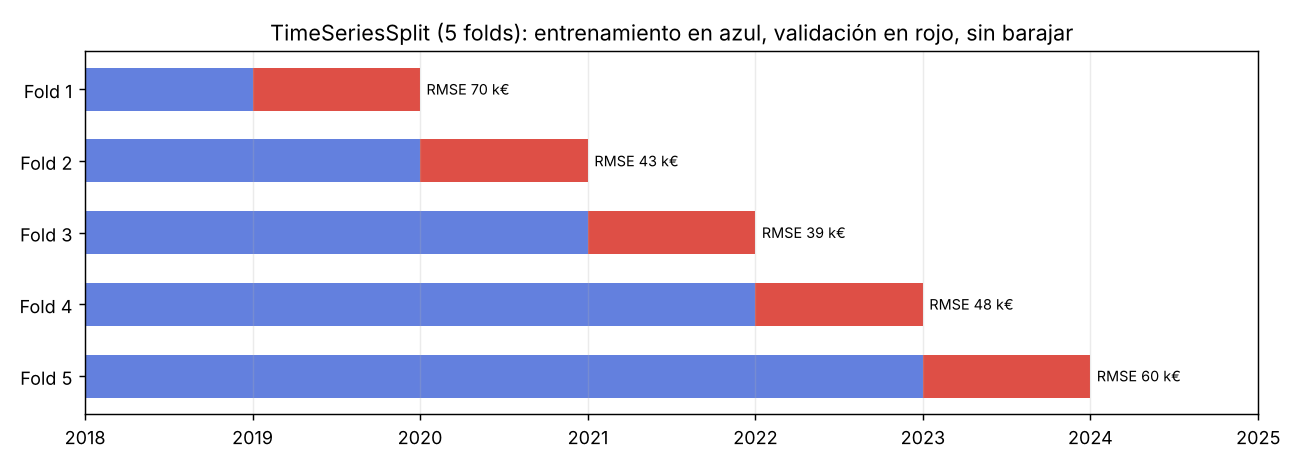 TimeSeriesSplit (5 folds): entrenamiento en azul, validación en rojo, sin barajar
Fold 1
RMSE 70 k€
Fold 2
RMSE 43 k€
Fold 3
RMSE 39 k€
Fold 4
RMSE 48 k€
Fold 5
RMSE 60 k€
2018 2019 2020 2021 2022 2023 2024 2025